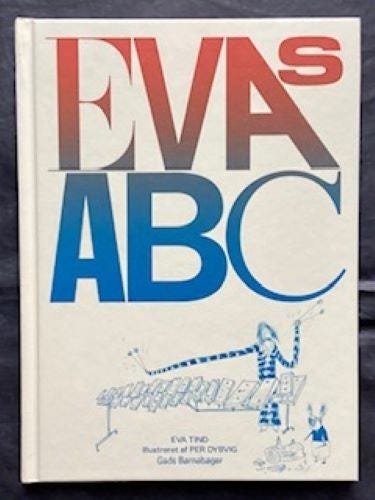 EVAS
ABC
EVA TIND
Illustreret af PER DYBVIG
Gads Børnebøger